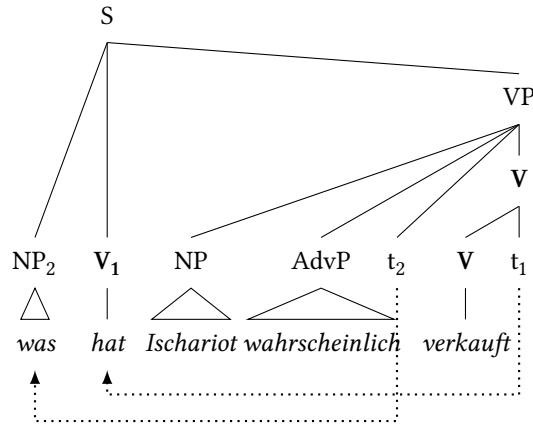 S
VP
V
NP₂ V₁ NP AdvP t₂ V t₁
was hat Ischariot wahrscheinlich verkauft